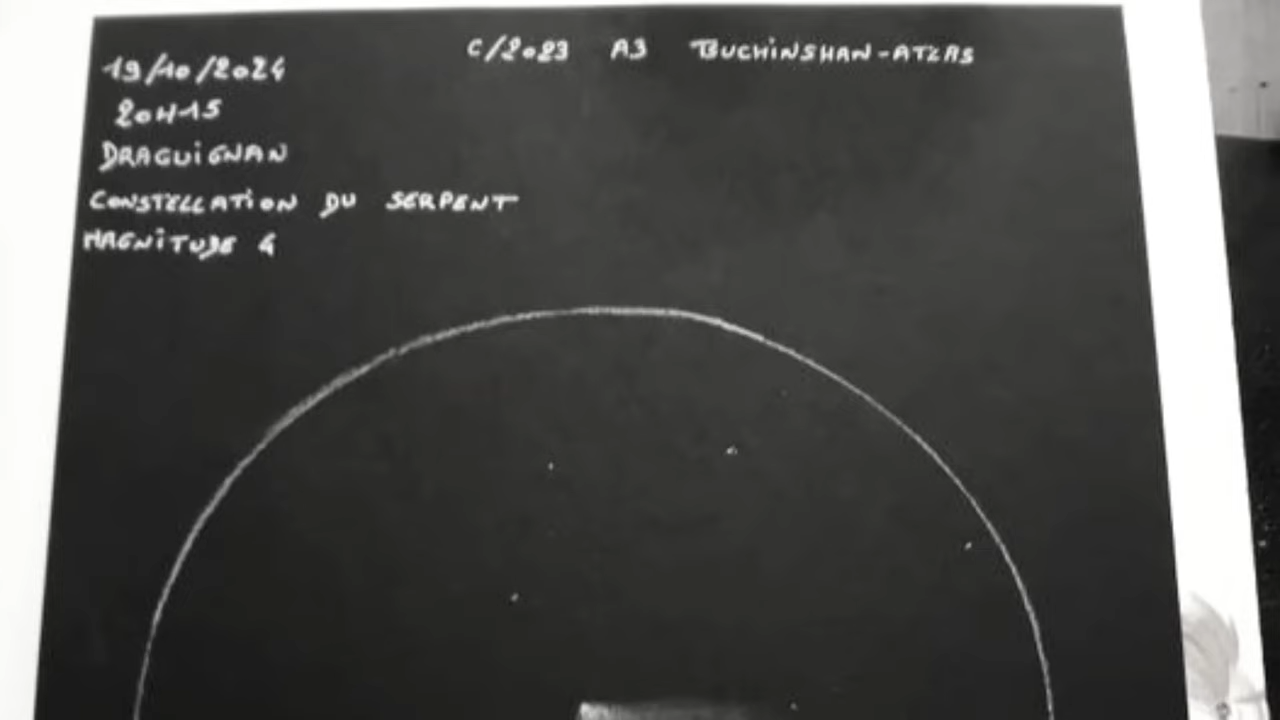 C/2023 A3 TSUCHINSHAN-ATLAS
19/10/2024
20H15
DRAGUIGNAN
CONSTELLATION DU SERPENT
MAGNITUDE 4